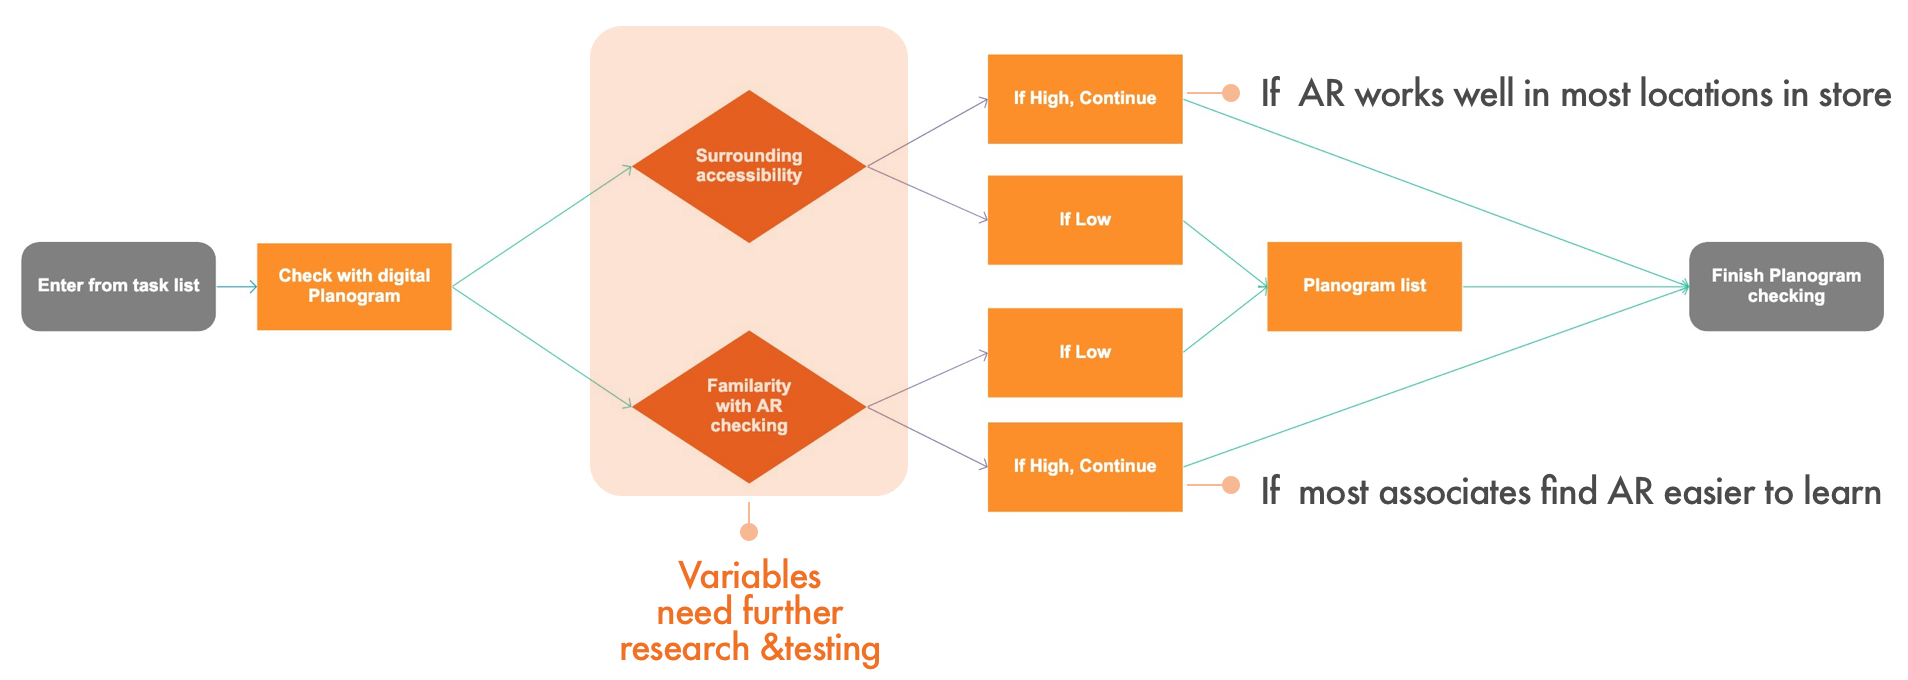 Enter from task list
Check with digital
Planogram
Surrounding
accessibility
Familarity
with AR
checking
Variables
need further
research &testing
If High, Continue
If AR works well in most locations in store
If Low
If Low
If High, Continue
If most associates find AR easier to learn
Planogram list
Finish Planogram
checking